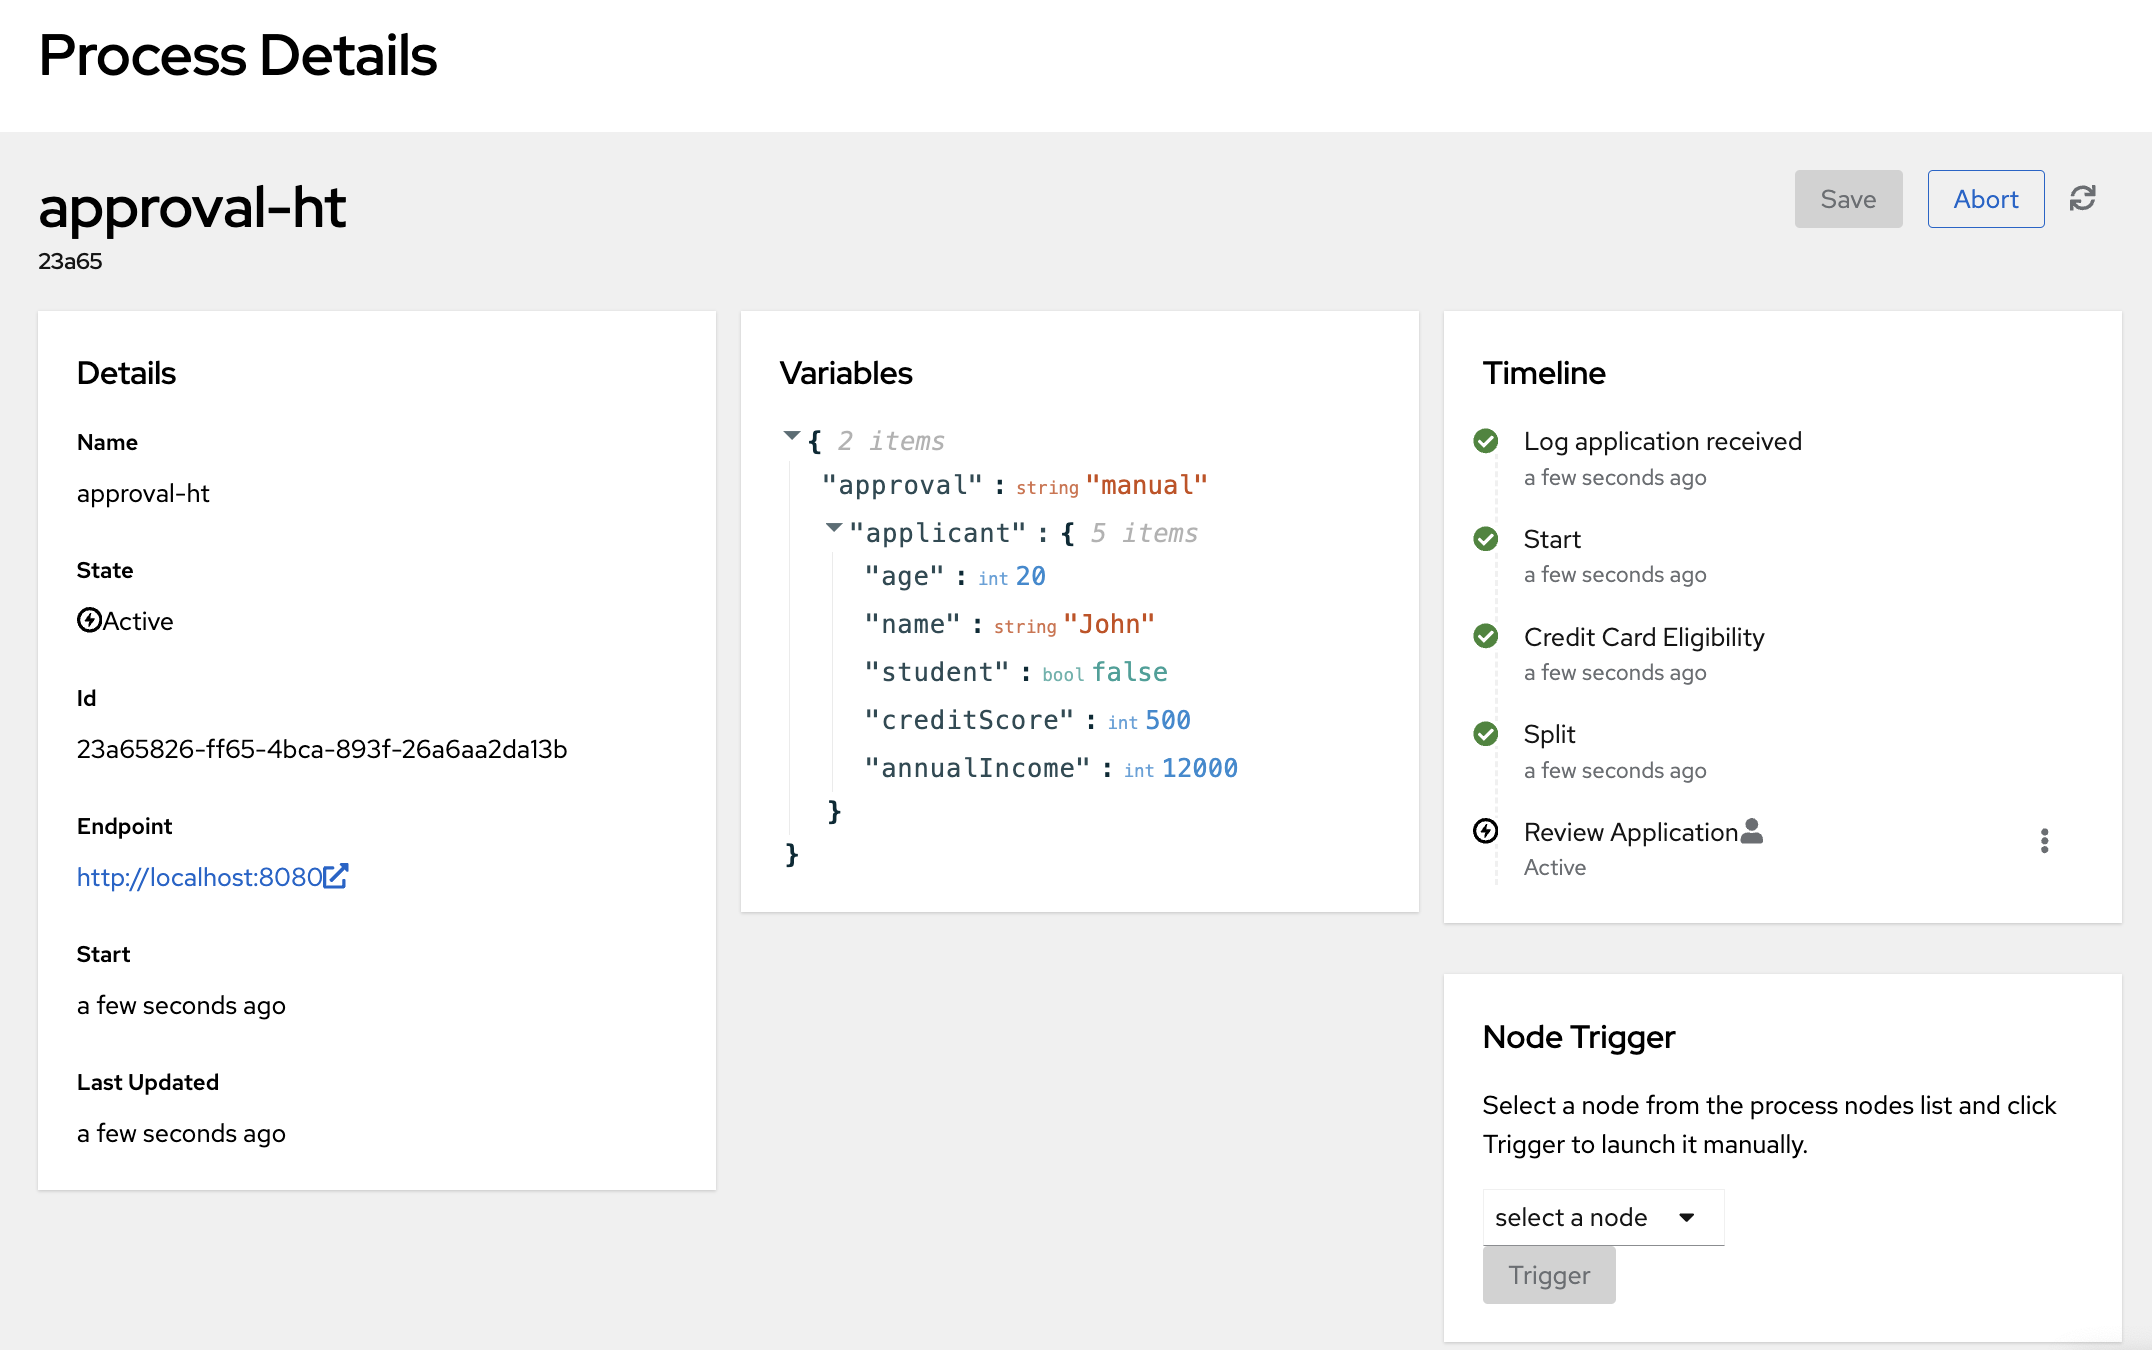 Process Details
approval-ht
23a65
Save
Abort
Details
Name
approval-ht
State
Active
Id
23a65826-ff65-4bca-893f-26a6aa2da13b
Endpoint
http://localhost:8080
Start
a few seconds ago
Last Updated
a few seconds ago
Variables
{ 2 items
"approval" : string "manual"
"applicant" : { 5 items
"age" : int 20
"name" : string "John"
"student" : bool false
"creditScore" : int 500
"annualIncome" : int 12000
}
}
Timeline
Log application received
a few seconds ago
Start
a few seconds ago
Credit Card Eligibility
a few seconds ago
Split
a few seconds ago
Review Application
Active
Node Trigger
Select a node from the process nodes list and click
Trigger to launch it manually.
select a node
Trigger